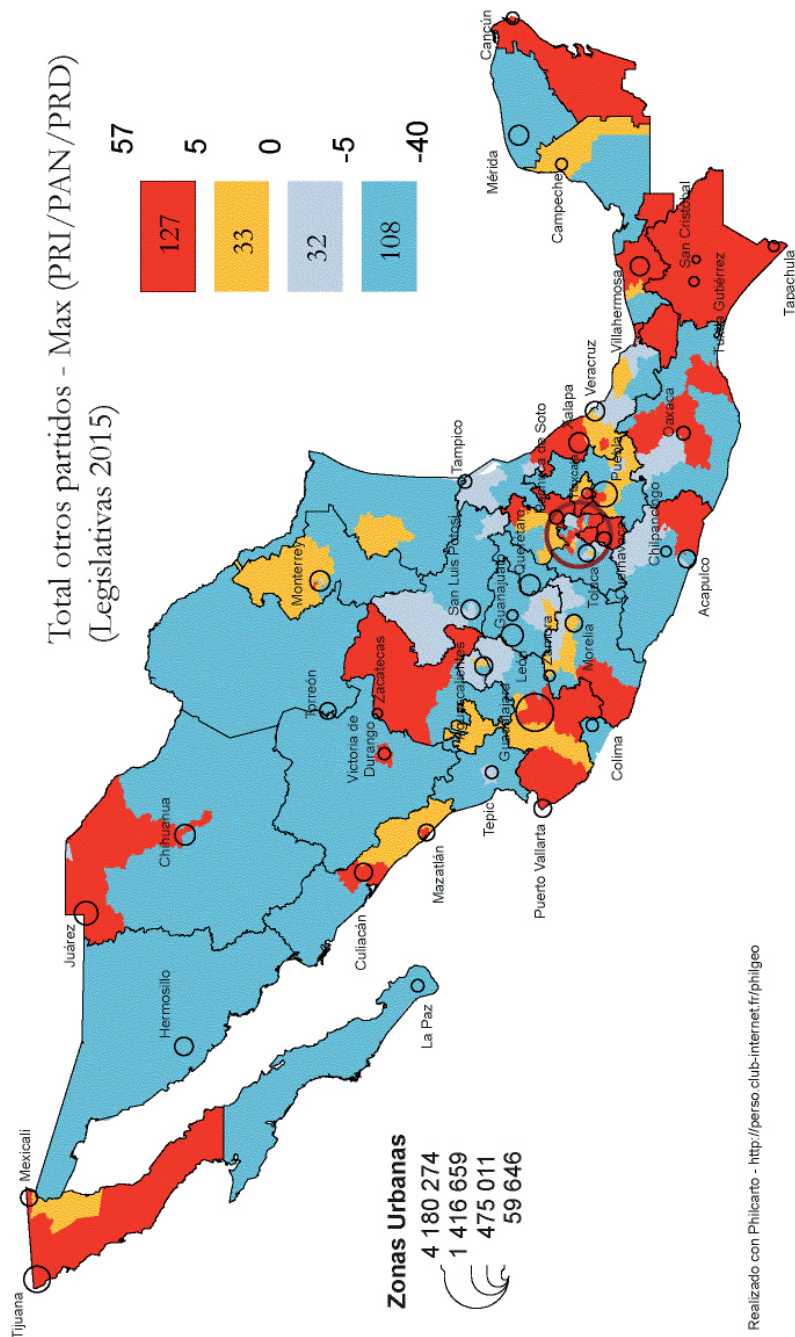 Total otros partidos - Max (PRI/PAN/PRD)
(Legislativas 2015)
57
127
5
33
0
32
-5
108
-40
Tijuana
Mexicali
Juárez
Hermosillo
Chihuahua
La Paz
Culiacán
Mazatlán
Victoria de
Durango
Torreón
Zacatecas
Monterrey
Tepic
Puerto Vallarta
Guadalajara
Aguascalientes
San Luis Potosí
Tampico
León
Guanajuato
Querétaro
Zamora
Morelia
Colima
Toluca
Cuernavaca
Pachuca de Soto
Tlaxcala
Puebla
Xalapa
Veracruz
Chilpancingo
Acapulco
Oaxaca
Villahermosa
Tuxtla Gutiérrez
San Cristóbal
Tapachula
Campeche
Mérida
Cancún
Zonas Urbanas
4 180 274
1 416 659
475 011
59 646
Realizado con Philcarto - http://perso.club-internet.fr/philgeo